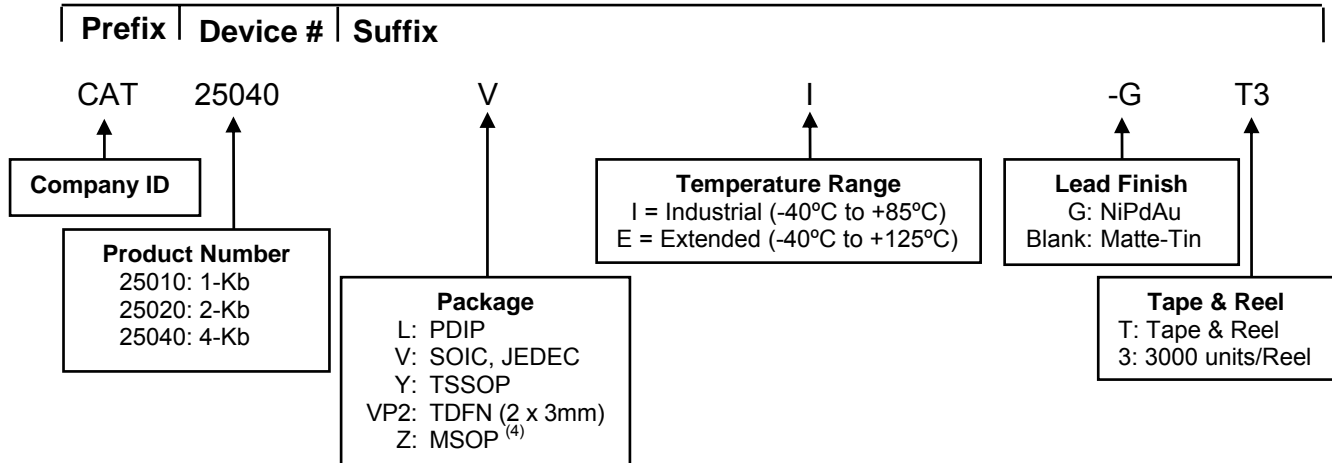 Prefix Device # Suffix
CAT 25040 V I -G T3
Company ID
Product Number
25010: 1-Kb
25020: 2-Kb
25040: 4-Kb
Package
L: PDIP
V: SOIC, JEDEC
Y: TSSOP
VP2: TDFN (2 x 3mm)
Z: MSOP (4)
Temperature Range
I = Industrial (-40ºC to +85ºC)
E = Extended (-40ºC to +125ºC)
Lead Finish
G: NiPdAu
Blank: Matte-Tin
Tape & Reel
T: Tape & Reel
3: 3000 units/Reel